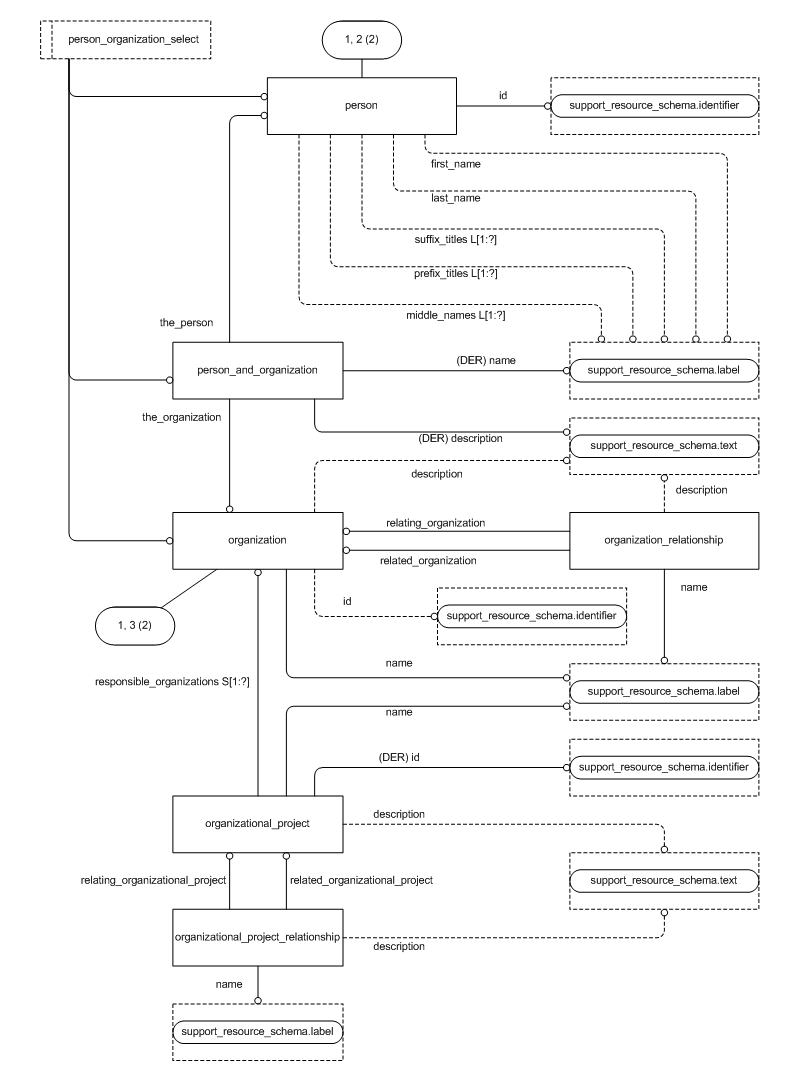 person_organization_select
1, 2 (2)
person
id
support_resource_schema.identifier
first_name
last_name
suffix_titles L[1:?]
prefix_titles L[1:?]
middle_names L[1:?]
the_person
person_and_organization
(DER) name
support_resource_schema.label
the_organization
(DER) description
support_resource_schema.text
description
description
organization
relating_organization
related_organization
organization_relationship
1, 3 (2)
id
support_resource_schema.identifier
name
name
responsible_organizations S[1:?]
support_resource_schema.label
name
(DER) id
support_resource_schema.identifier
organizational_project
description
relating_organizational_project
related_organizational_project
support_resource_schema.text
organizational_project_relationship
description
name
support_resource_schema.label